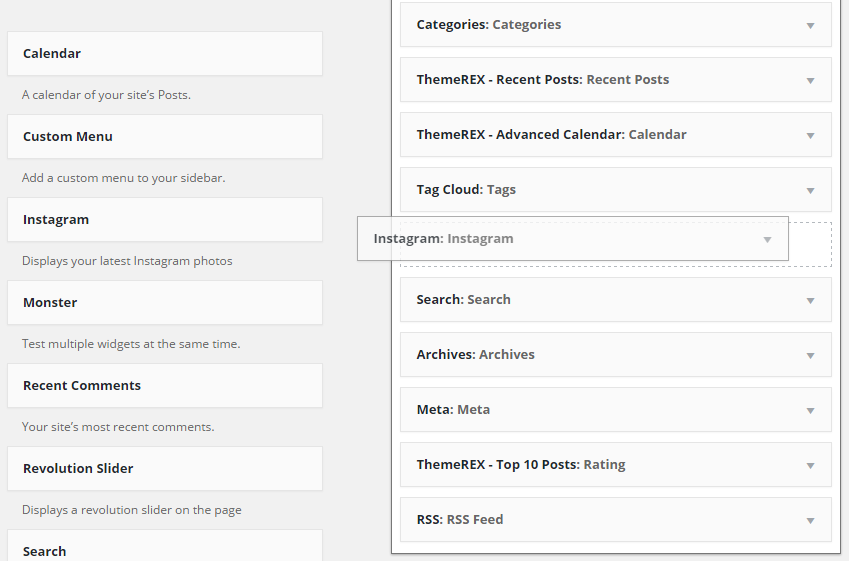 Calendar
A calendar of your site's Posts.
Custom Menu
Add a custom menu to your sidebar.
Instagram
Displays your latest Instagram photos
Monster
Test multiple widgets at the same time.
Recent Comments
Your site's most recent comments.
Revolution Slider
Displays a revolution slider on the page
Search
Categories: Categories
ThemeREX - Recent Posts: Recent Posts
ThemeREX - Advanced Calendar: Calendar
Tag Cloud: Tags
Instagram: Instagram
Search: Search
Archives: Archives
Meta: Meta
ThemeREX - Top 10 Posts: Rating
RSS: RSS Feed